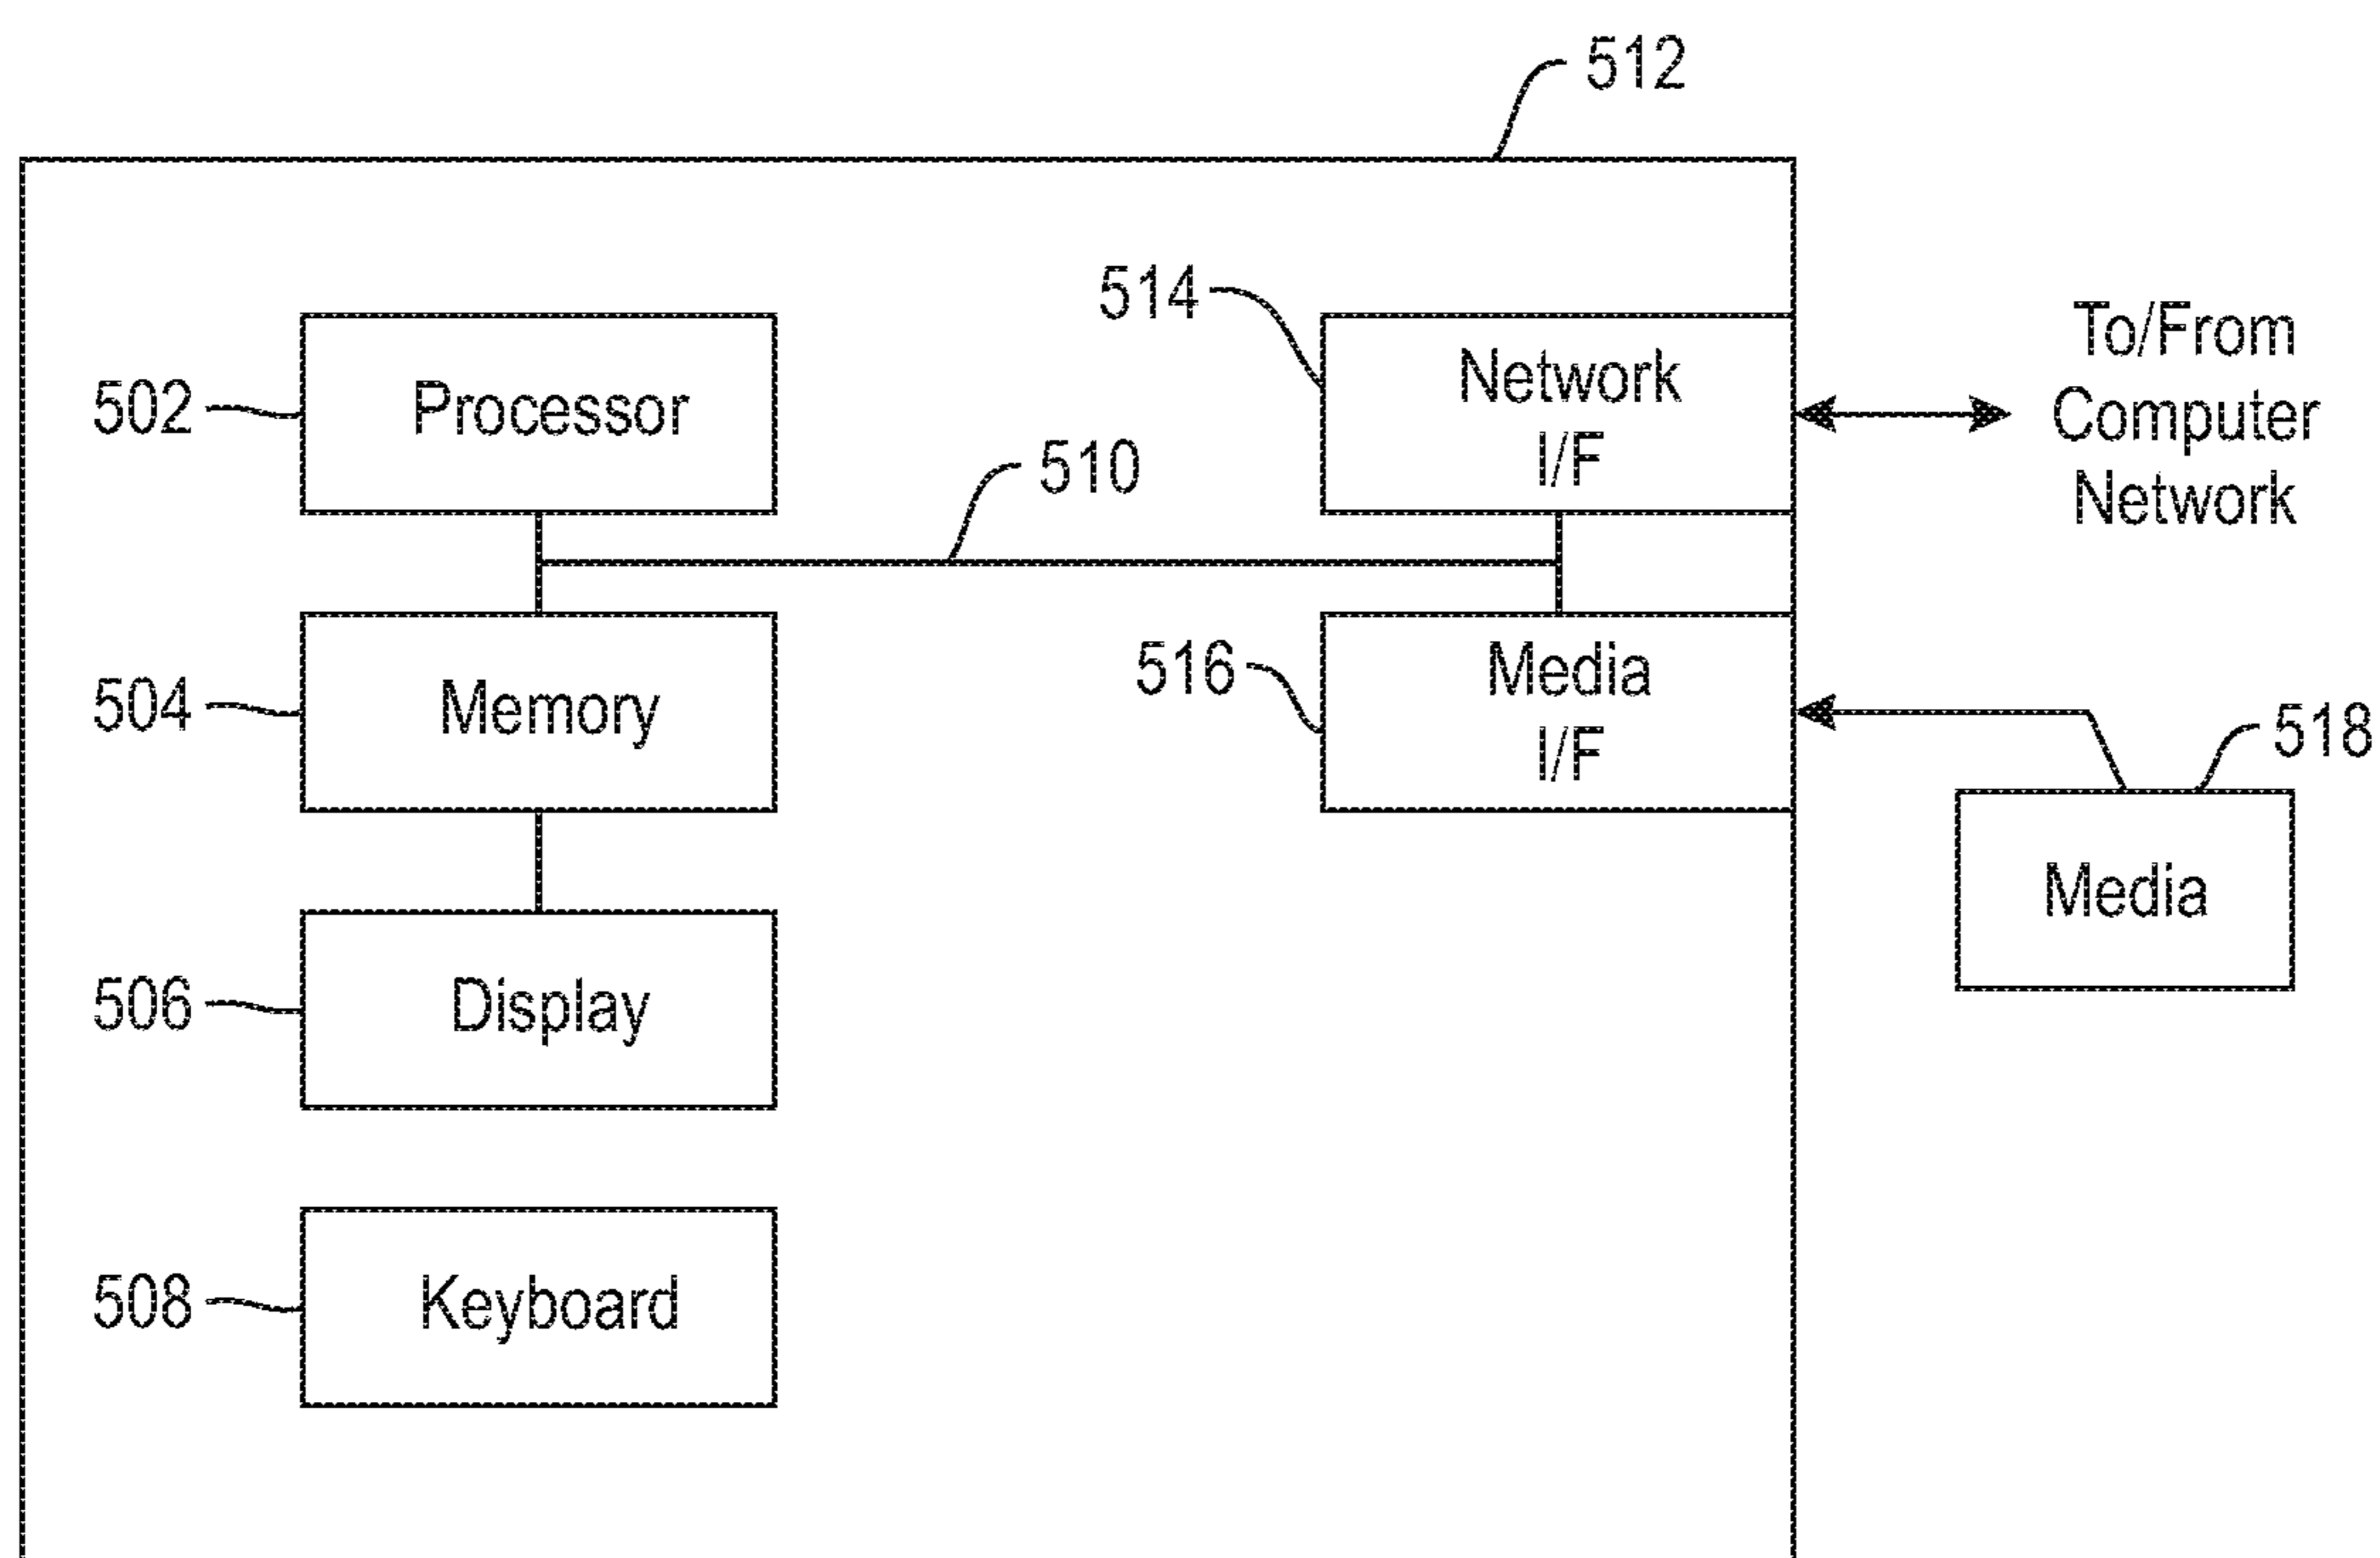 512
514
Network
I/F
To/From
Computer
Network
502
Processor
510
504
Memory
516
Media
I/F
518
Media
506
Display
508
Keyboard